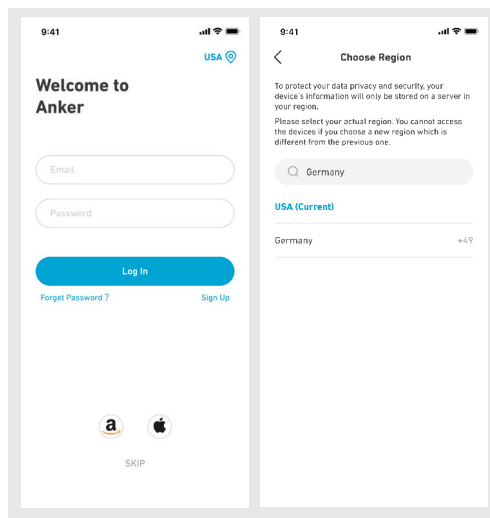 9:41
USA
Welcome to
Anker
Email
Password
Log In
Forget Password ?
Sign Up
a
SKIP
9:41
Choose Region
To protect your data privacy and security, your
device's information will only be stored on a server in
your region.
Please select your actual region. You cannot access
the devices if you choose a new region which is
different from the previous one.
Germany
USA (Current)
Germany
+49